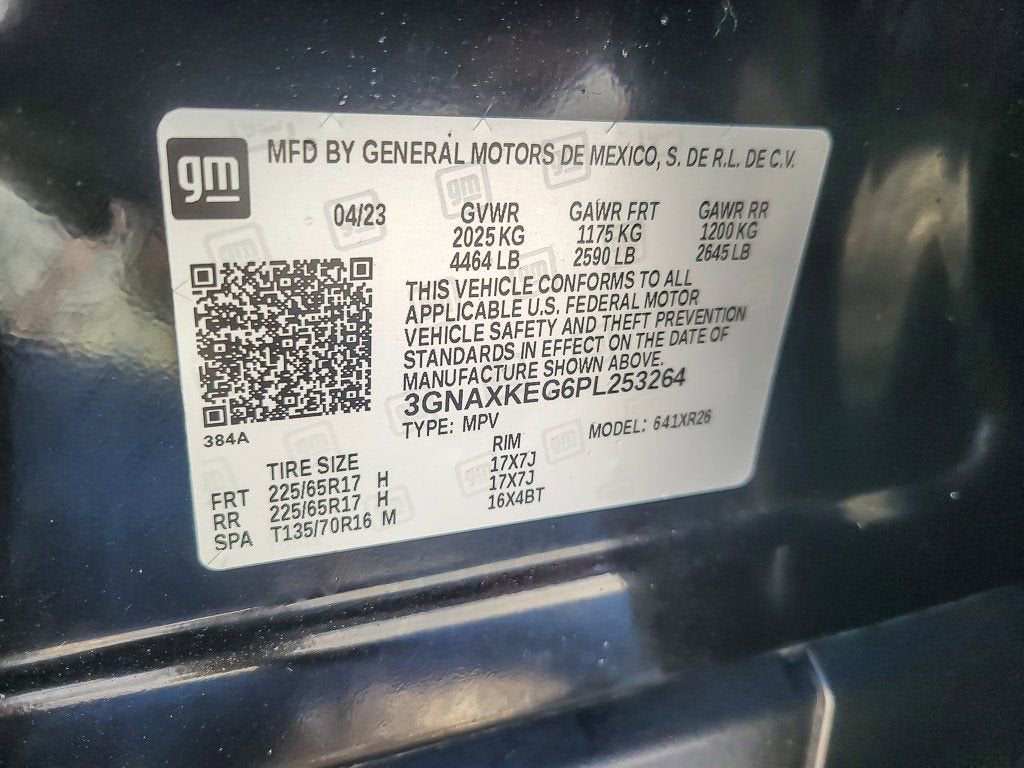 gm MFD BY GENERAL MOTORS DE MEXICO, S. DE R.L. DE C.V.
04/23 GVWR GAWR FRT GAWR RR
2025 KG 1175 KG 1200 KG
4464 LB 2590 LB 2645 LB
THIS VEHICLE CONFORMS TO ALL
APPLICABLE U.S. FEDERAL MOTOR
VEHICLE SAFETY AND THEFT PREVENTION
STANDARDS IN EFFECT ON THE DATE OF
MANUFACTURE SHOWN ABOVE.
3GNAXKEG6PL253264
384A TYPE: MPV MODEL: 641XR26
TIRE SIZE RIM
FRT 225/65R17 H 17X7J
RR 225/65R17 H 17X7J
SPA T135/70R16 M 16X4BT